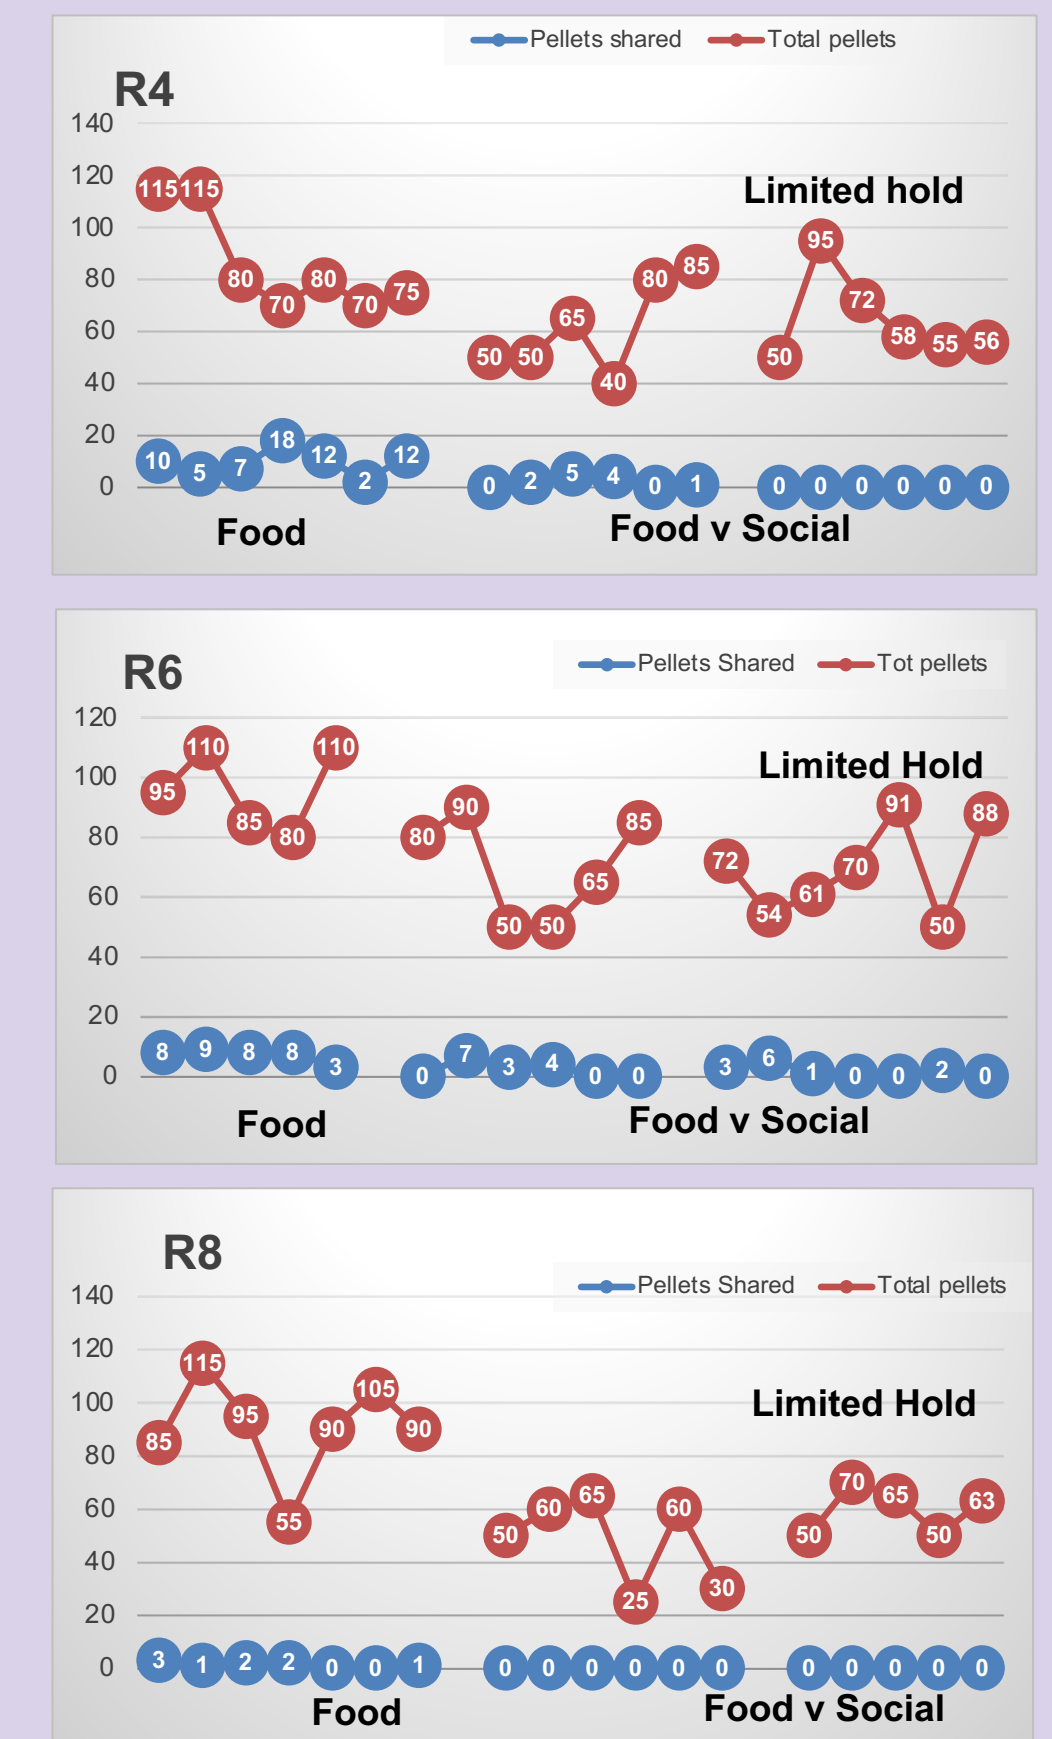 Pellets shared Total pellets
R4
140
120
100
80
60
40
20
0
115 115 80 70 80 70 75
50 50 65 40 80 85
50 95 72 58 55 56
Limited hold
10 5 7 18 12 2 12
0 2 5 4 0 1
0 0 0 0 0 0
Food
Food v Social
R6
Pellets Shared Tot pellets
120
100
80
60
40
20
0
95 110 85 80 110
80 90 50 50 65 85
72 54 61 70 91 50 88
Limited Hold
8 9 8 8 3
0 7 3 4 0 0
3 6 1 0 0 2 0
Food
Food v Social
R8
Pellets Shared Total pellets
140
120
100
80
60
40
20
0
85 115 95 55 90 105 90
50 60 65 25 60 30
50 70 65 50 63
Limited Hold
3 1 2 2 0 0 1
0 0 0 0 0 0
0 0 0 0 0
Food
Food v Social